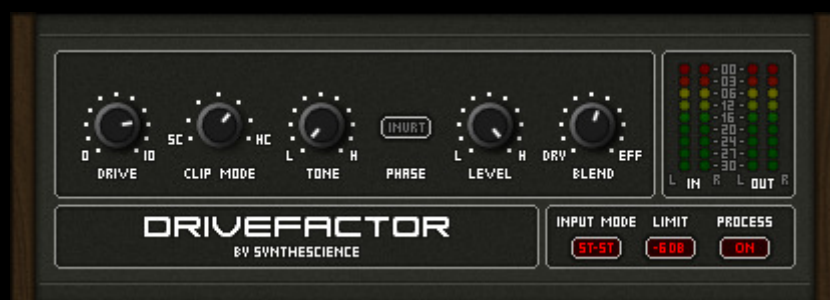 0 10
DRIVE
SC HC
CLIP MODE
L H
TONE
INVRT
PHASE
L H
LEVEL
DRY EFF
BLEND
00
03
06
12
16
20
24
27
30
L IN R L OUT R
DRIVEFACTOR
BY SYNTHESCIENCE
INPUT MODE LIMIT PROCESS
ST-ST -6DB ON